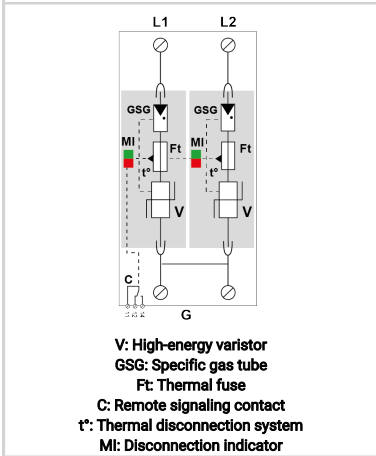 L1 L2
GSG GSG
MI Ft MI Ft
t° t°
V V
C
G
V: High-energy varistor
GSG: Specific gas tube
Ft: Thermal fuse
C: Remote signaling contact
t°: Thermal disconnection system
MI: Disconnection indicator